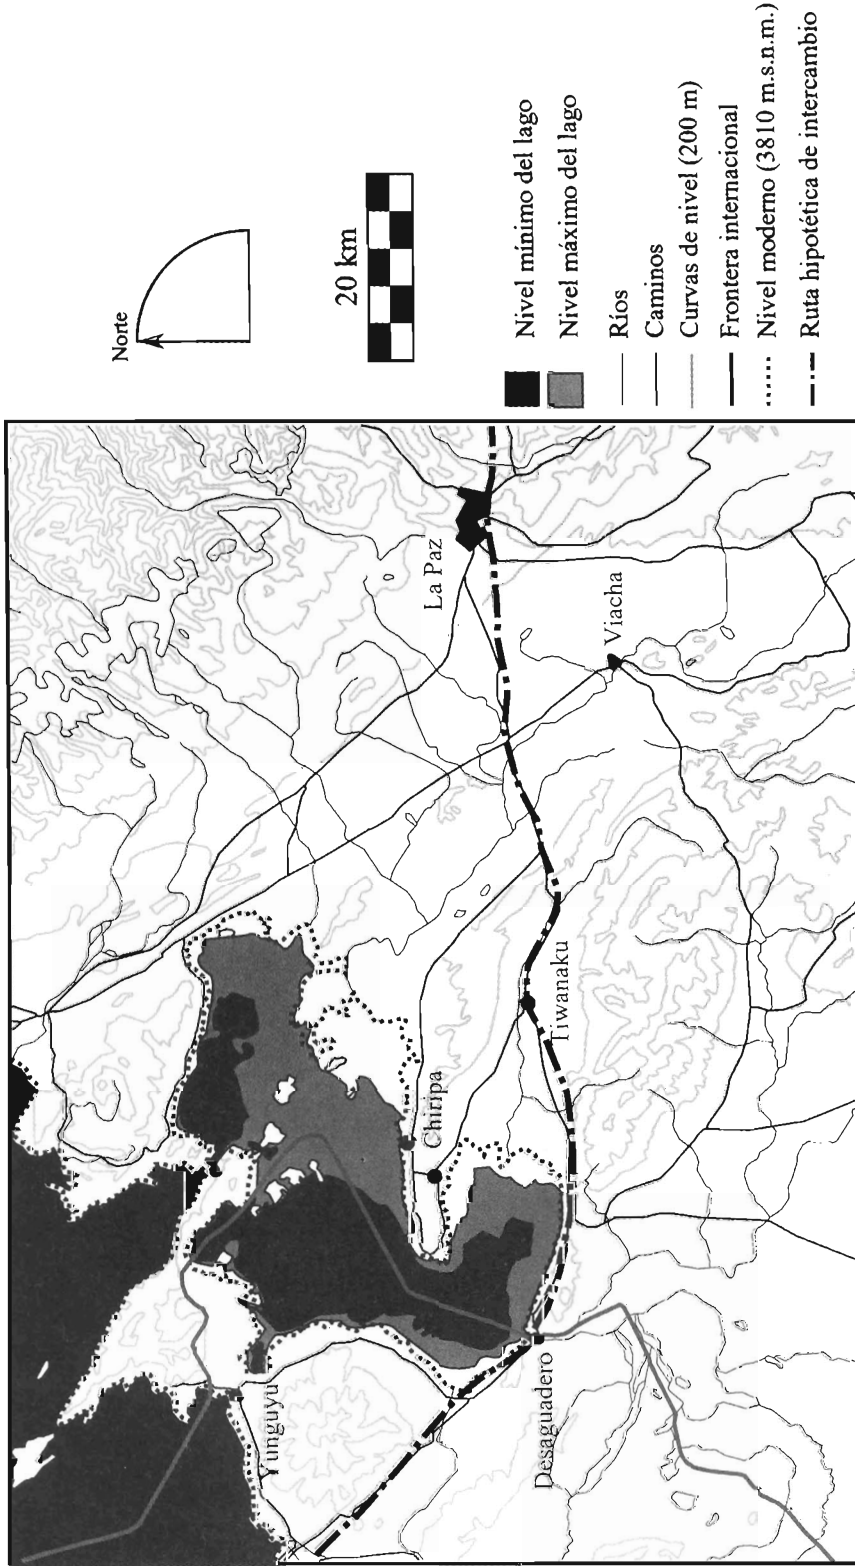 Norte
20 km
Nivel mínimo del lago
Nivel máximo del lago
Ríos
Caminos
Curvas de nivel (200 m)
Frontera internacional
Nivel moderno (3810 m.s.n.m.)
Ruta hipotética de intercambio
La Paz
Viacha
Tiwanaku
Chiripa
Yunguyu
Desaguadero